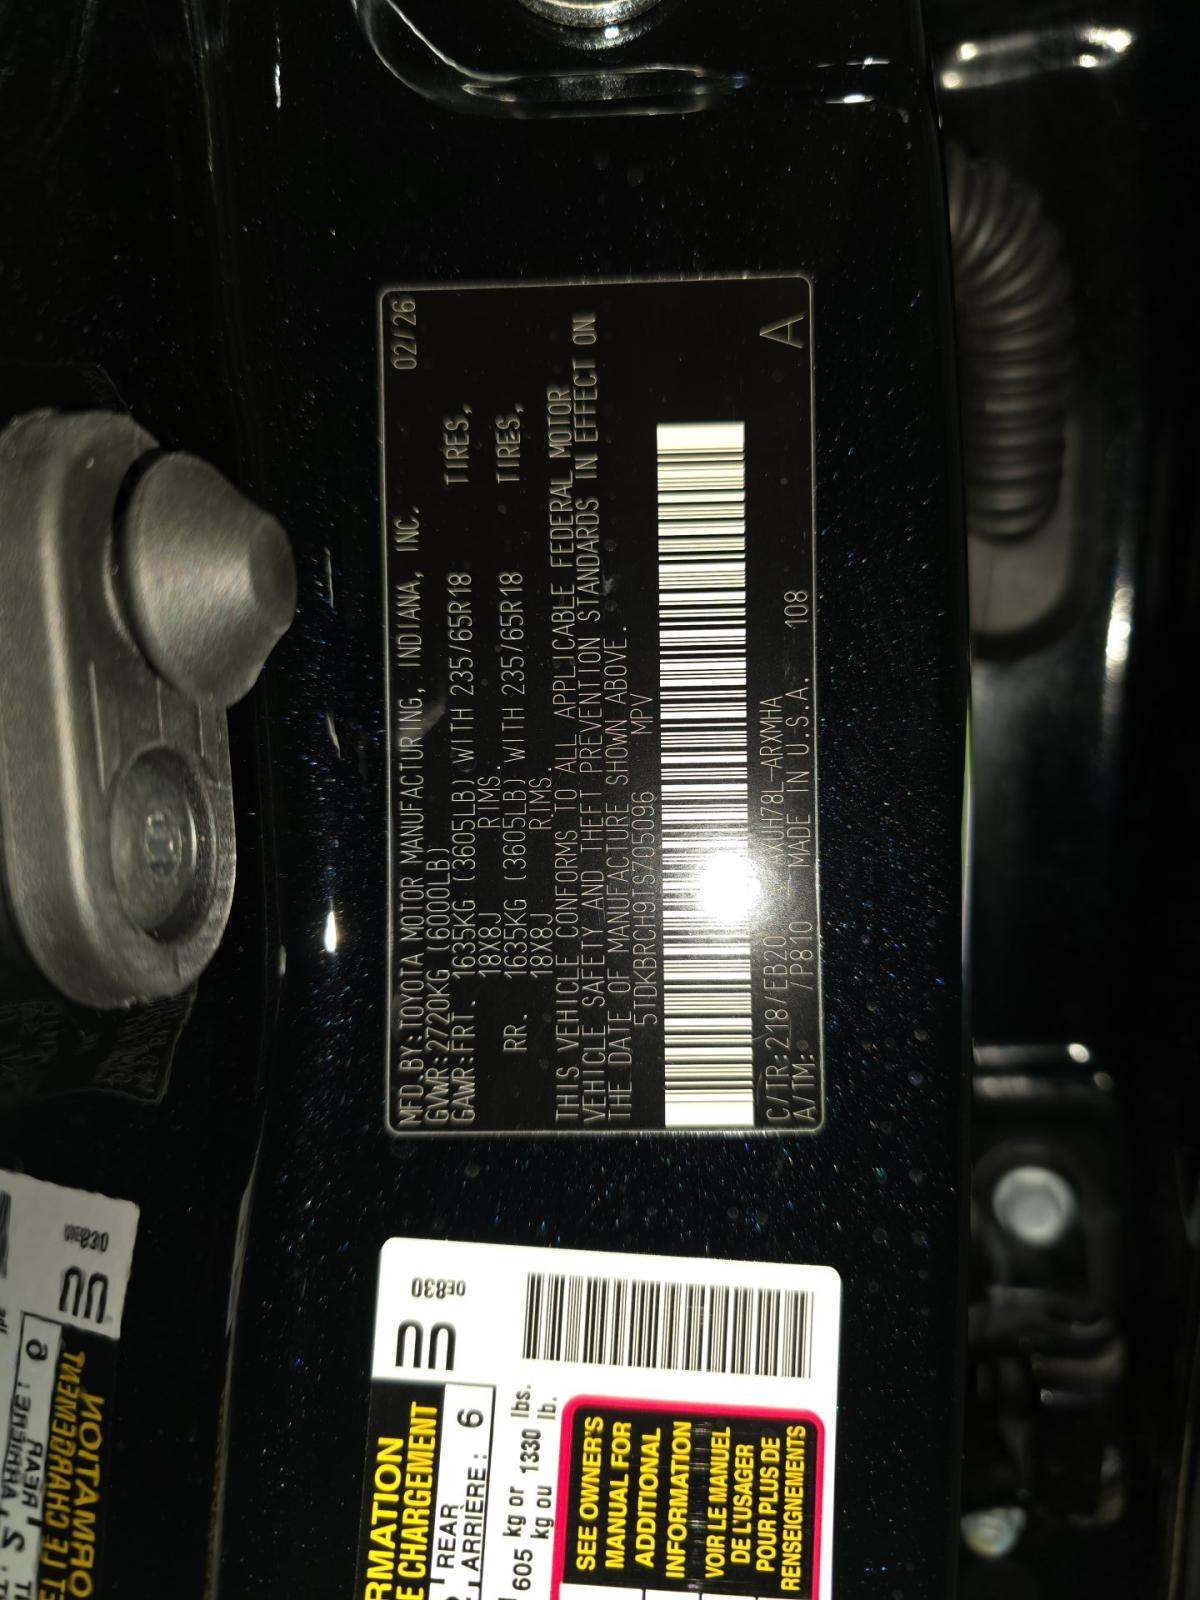 MFD.BY:TOYOTA MOTOR MANUFACTURING, INDIANA, INC. 02/26
GVWR:2720KG (6000LB)
GAWR:FRT. 1635KG (3605LB) WITH 235/65R18 TIRES,
18X8J RIMS.
RR. 1635KG (3605LB) WITH 235/65R18 TIRES,
18X8J RIMS.
THIS VEHICLE CONFORMS TO ALL APPLICABLE FEDERAL MOTOR
VEHICLE SAFETY AND THEFT PREVENTION STANDARDS IN EFFECT ON
THE DATE OF MANUFACTURE SHOWN ABOVE.
5TDKBRCH9TS705096 MPV
C/TR:218/EB20 AXUH78L-ARXMHA
A/TM: /P810 MADE IN U.S.A. 108
A
0E830
RMATION
E CHARGEMENT
REAR
ARRIÈRE : 6
605 kg or 1330 lbs.
kg ou lb.
SEE OWNER'S
MANUAL FOR
ADDITIONAL
INFORMATION
VOIR LE MANUEL
DE L'USAGER
POUR PLUS DE
RENSEIGNEMENTS